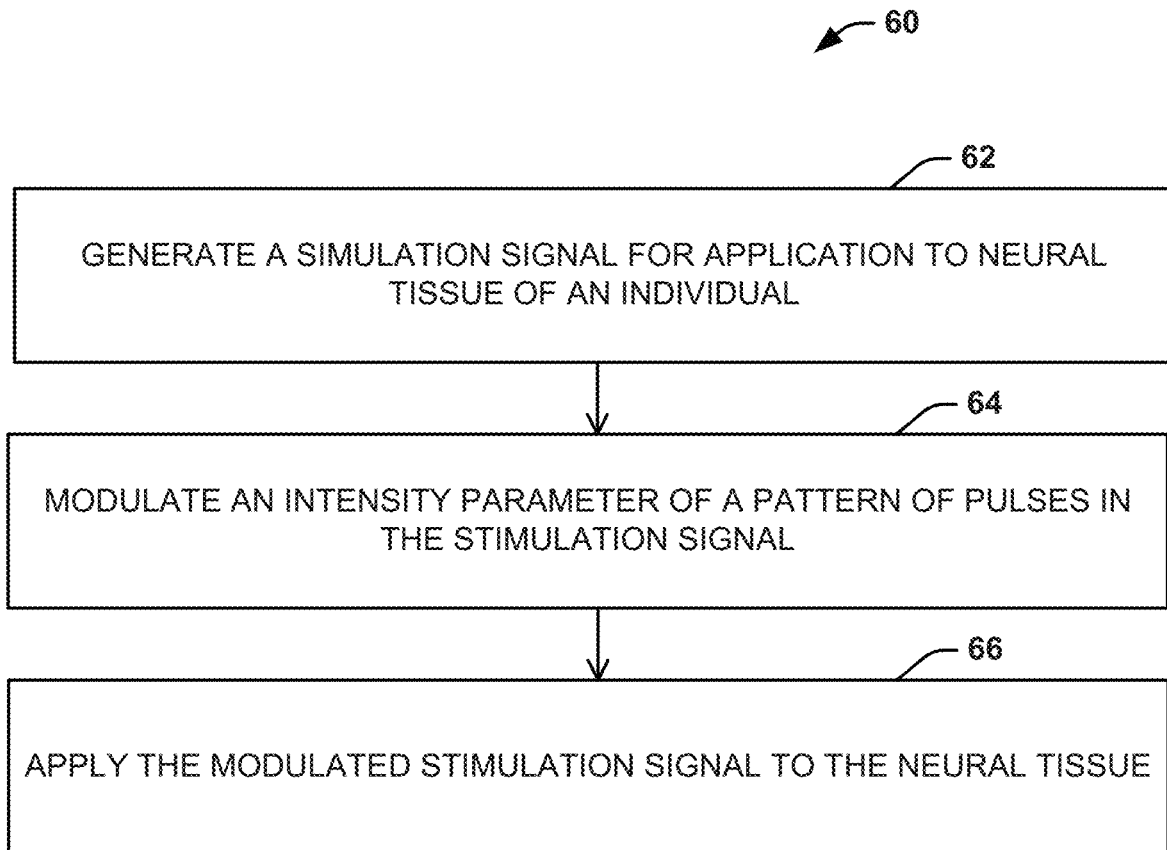 60
62
GENERATE A SIMULATION SIGNAL FOR APPLICATION TO NEURAL
TISSUE OF AN INDIVIDUAL
64
MODULATE AN INTENSITY PARAMETER OF A PATTERN OF PULSES IN
THE STIMULATION SIGNAL
66
APPLY THE MODULATED STIMULATION SIGNAL TO THE NEURAL TISSUE